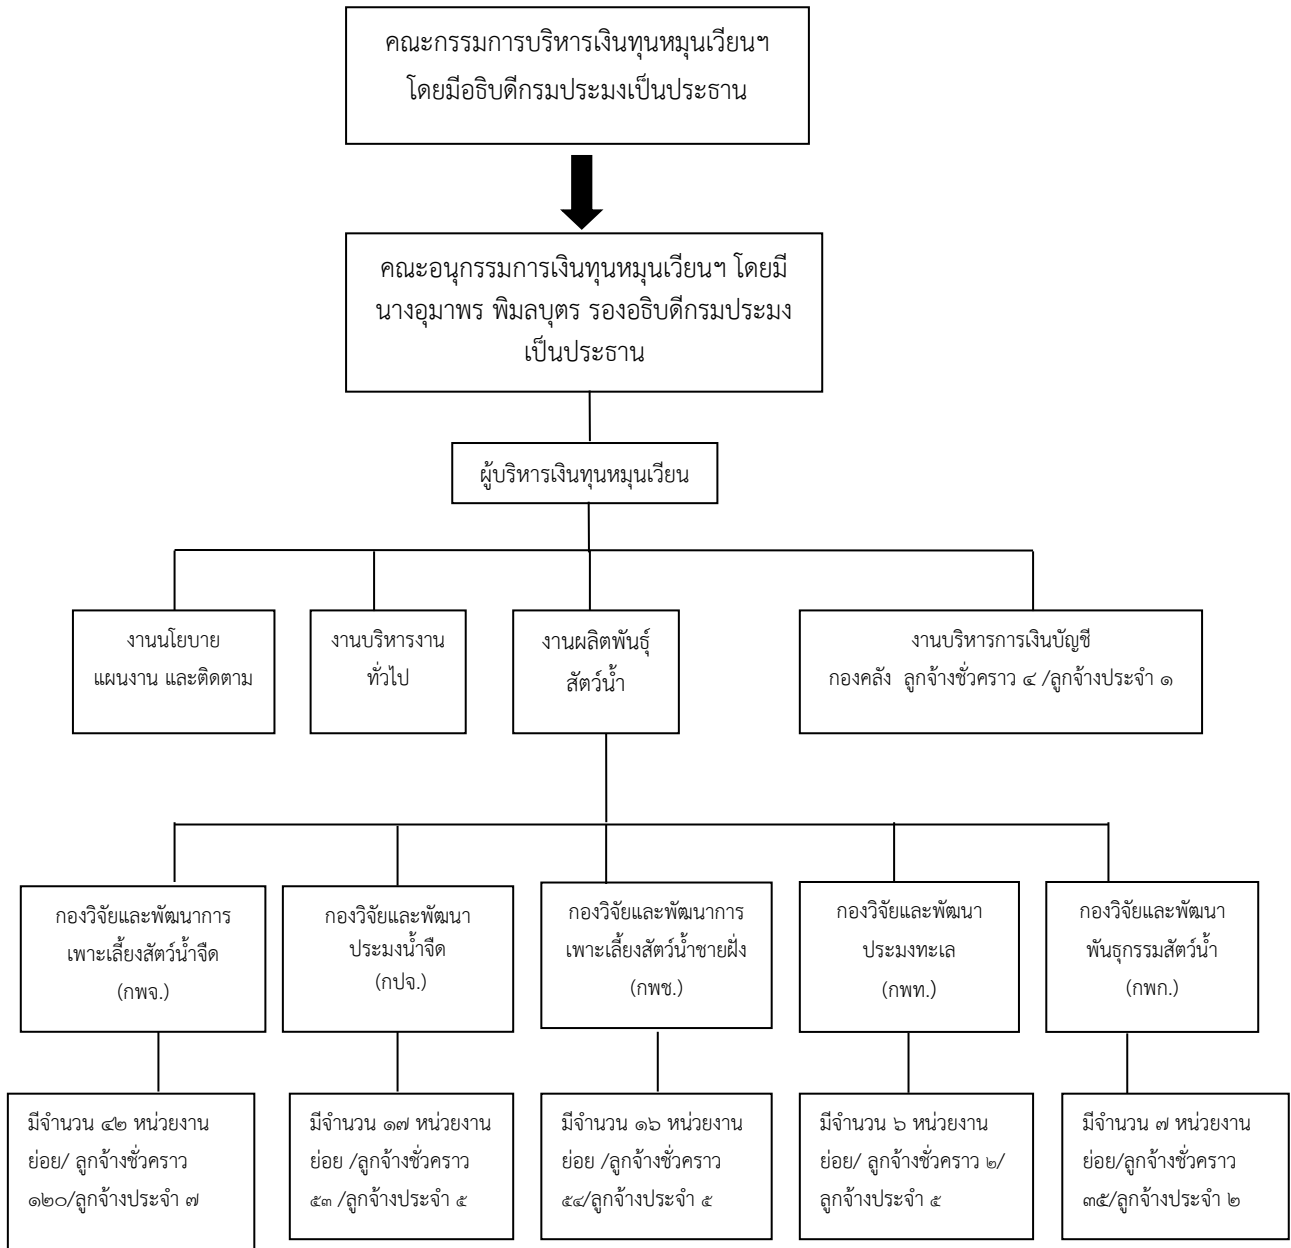 คณะกรรมการบริหารเงินทุนหมุนเวียนฯ
โดยมีอธิบดีกรมประมงเป็นประธาน
คณะอนุกรรมการเงินทุนหมุนเวียนฯ โดยมี
นางอุมาพร พิมลบุตร รองอธิบดีกรมประมง
เป็นประธาน
ผู้บริหารเงินทุนหมุนเวียน
งานนโยบาย
แผนงาน และติดตาม
งานบริหารงาน
ทั่วไป
งานผลิตพันธุ์
สัตว์น้ำ
งานบริหารการเงินบัญชี
กองคลัง ลูกจ้างชั่วคราว ๔ /ลูกจ้างประจำ ๑
กองวิจัยและพัฒนาการ
เพาะเลี้ยงสัตว์น้ำจืด
(กพจ.)
กองวิจัยและพัฒนา
ประมงน้ำจืด
(กปจ.)
กองวิจัยและพัฒนาการ
เพาะเลี้ยงสัตว์น้ำชายฝั่ง
(กพช.)
กองวิจัยและพัฒนา
ประมงทะเล
(กพท.)
กองวิจัยและพัฒนา
พันธุกรรมสัตว์น้ำ
(กพก.)
มีจำนวน ๔๒ หน่วยงาน
ย่อย/ ลูกจ้างชั่วคราว
๑๒๐/ลูกจ้างประจำ ๗
มีจำนวน ๑๗ หน่วยงาน
ย่อย /ลูกจ้างชั่วคราว
๕๓ /ลูกจ้างประจำ ๕
มีจำนวน ๑๖ หน่วยงาน
ย่อย /ลูกจ้างชั่วคราว
๕๔/ลูกจ้างประจำ ๕
มีจำนวน ๖ หน่วยงาน
ย่อย/ ลูกจ้างชั่วคราว ๒/
ลูกจ้างประจำ ๕
มีจำนวน ๗ หน่วยงาน
ย่อย/ลูกจ้างชั่วคราว
๓๕/ลูกจ้างประจำ ๒